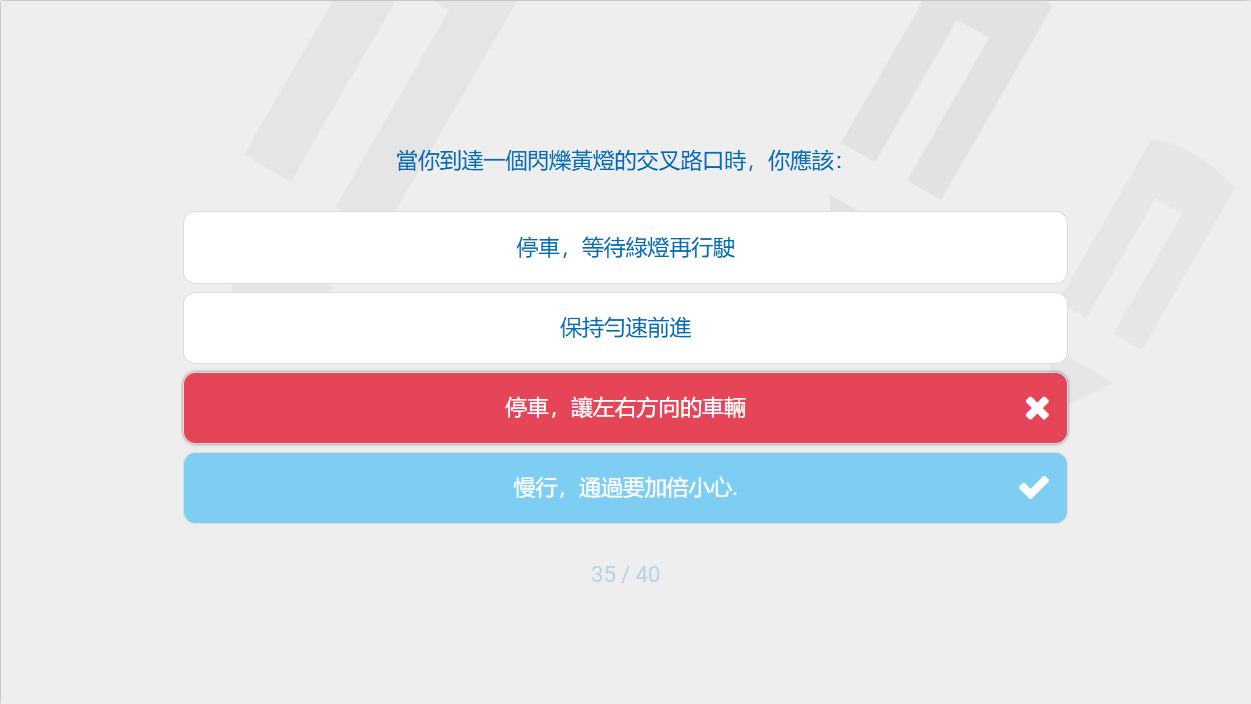 當你到達一個閃爍黃燈的交叉路口時，你應該：
停車，等待綠燈再行駛
保持勻速前進
停車，讓左右方向的車輛
慢行，通過要加倍小心.
35 / 40